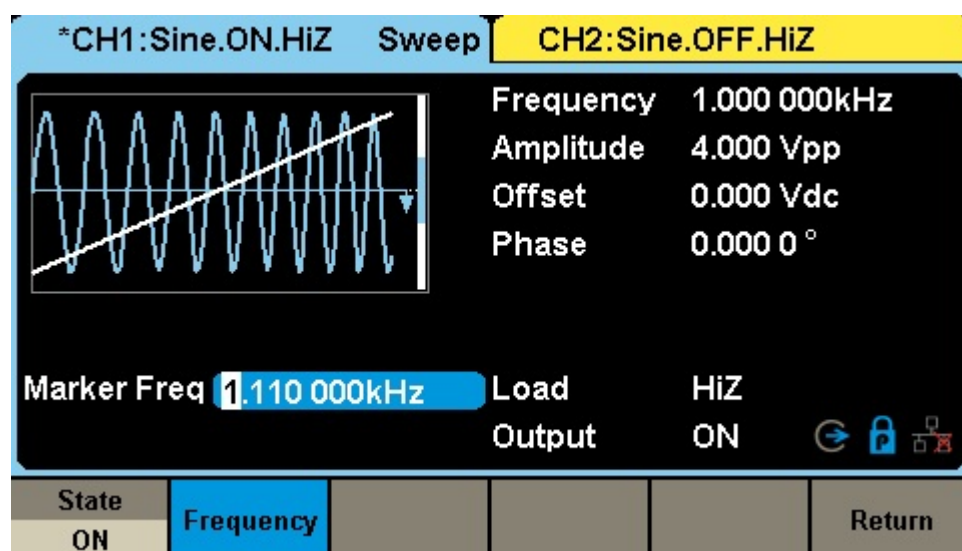 *CH1:Sine.ON.HiZ Sweep CH2:Sine.OFF.HiZ
Frequency 1.000 000kHz
Amplitude 4.000 Vpp
Offset 0.000 Vdc
Phase 0.000 0 °
Marker Freq 1.110 000kHz Load HiZ
Output ON
State
ON
Frequency
Return